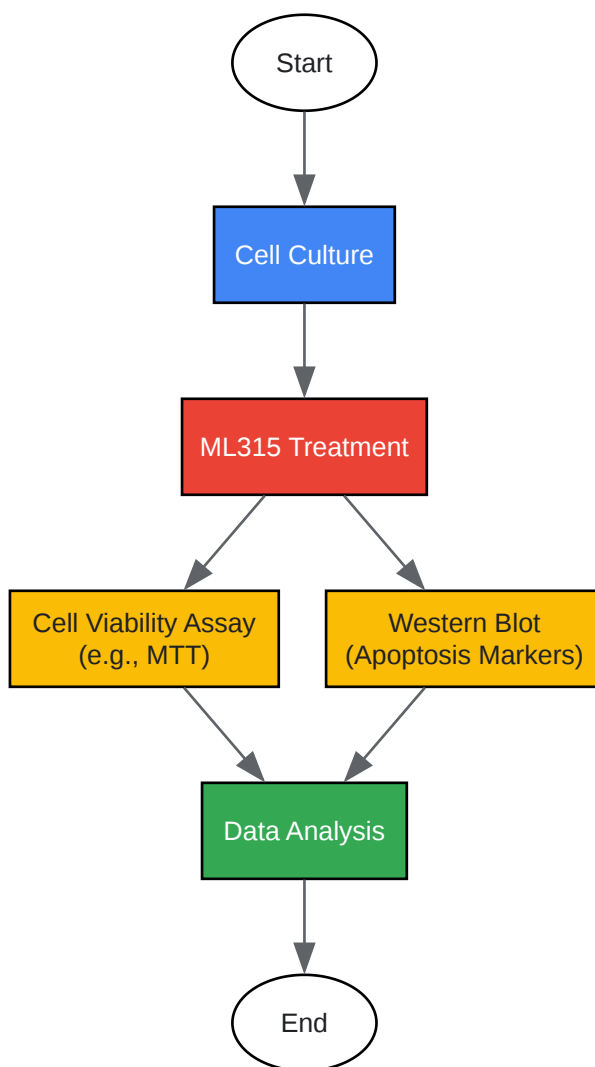 Start
Cell Culture
ML315 Treatment
Cell Viability Assay
(e.g., MTT)
Western Blot
(Apoptosis Markers)
Data Analysis
End